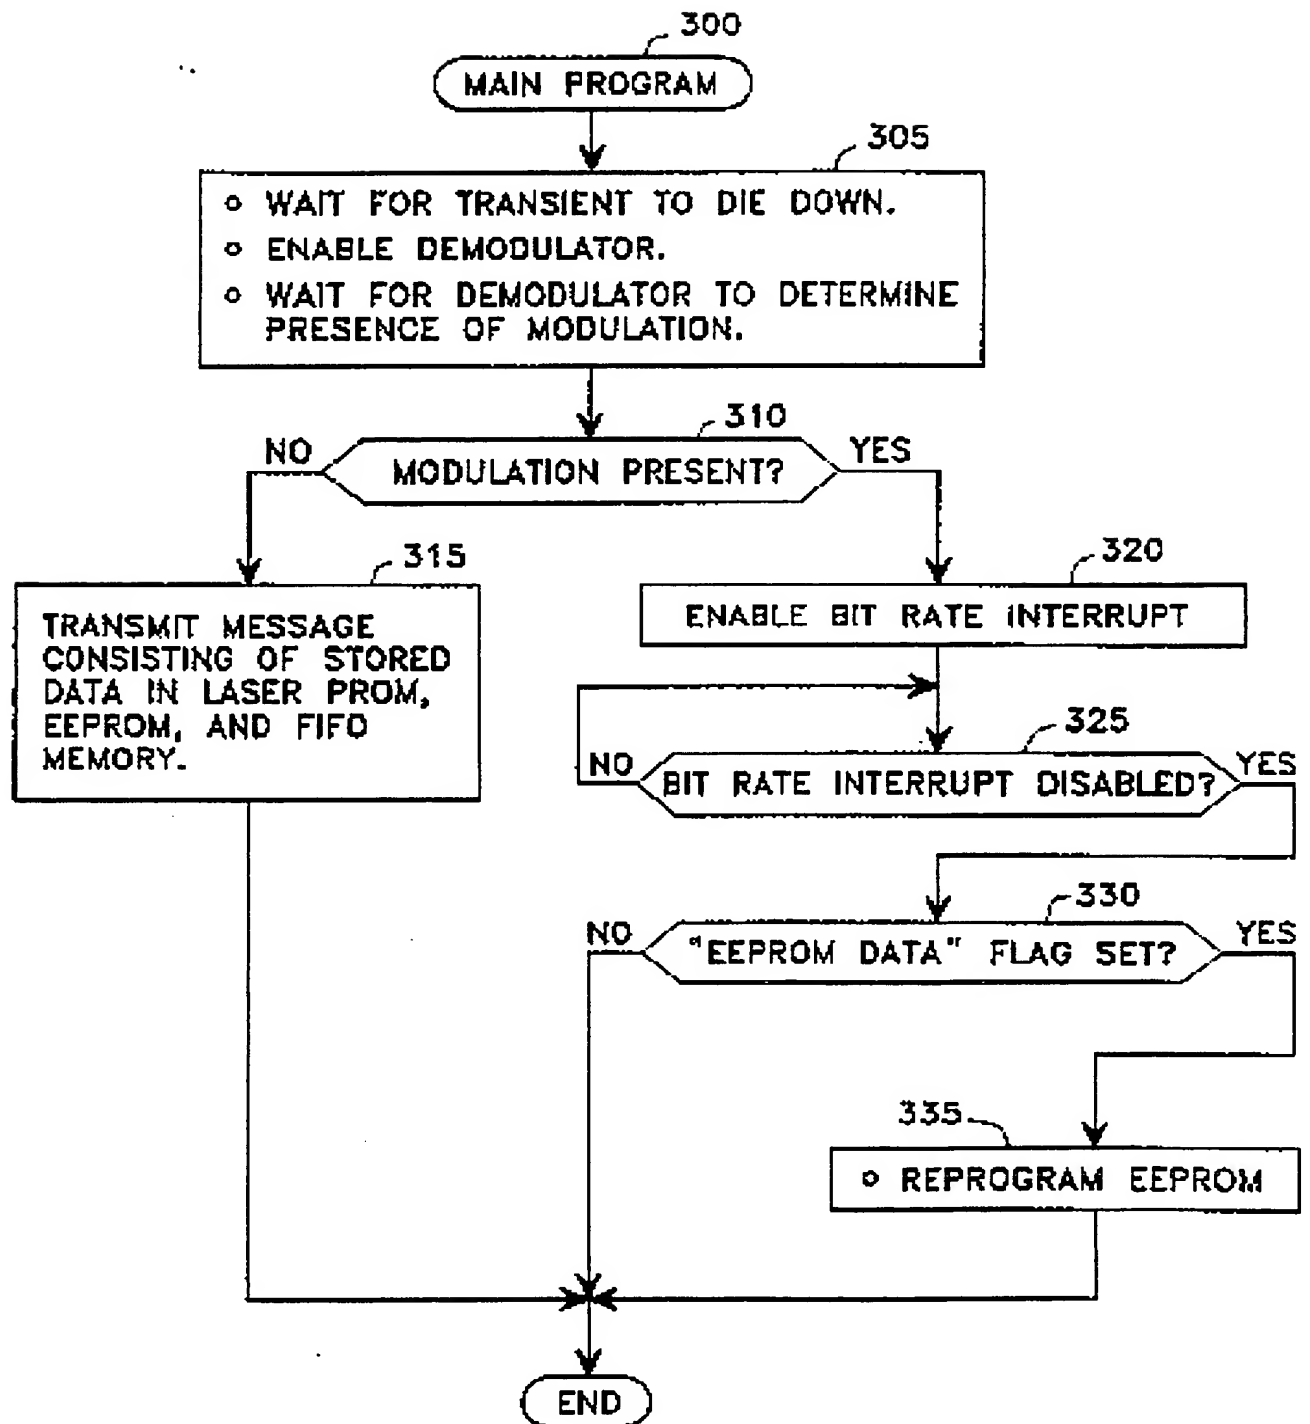 300
MAIN PROGRAM
305
o WAIT FOR TRANSIENT TO DIE DOWN.
o ENABLE DEMODULATOR.
o WAIT FOR DEMODULATOR TO DETERMINE
PRESENCE OF MODULATION.
310
NO
MODULATION PRESENT?
YES
315
TRANSMIT MESSAGE
CONSISTING OF STORED
DATA IN LASER PROM,
EEPROM, AND FIFO
MEMORY.
320
ENABLE BIT RATE INTERRUPT
325
NO
BIT RATE INTERRUPT DISABLED?
YES
330
NO
"EEPROM DATA" FLAG SET?
YES
335
o REPROGRAM EEPROM
END